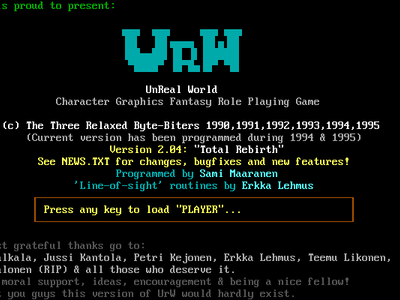 s proud to present:
UrW
UnReal World
Character Graphics Fantasy Role Playing Game
(c) The Three Relaxed Byte-Biters 1990,1991,1992,1993,1994,1995
(Current version has been programmed during 1994 & 1995)
Version 2.04: "Total Rebirth"
See NEWS.TXT for changes, bugfixes and new features!
Programmed by Sami Maaranen
'Line-of-sight' routines by Erkka Lehmus
Press any key to load "PLAYER"...
t grateful thanks go to:
alkala, Jussi Kantola, Petri Kejonen, Erkka Lehmus, Teemu Likonen,
alonen (RIP) & all those who deserve it.
moral support, ideas, encouragement & being a nice fellow!
t you guys this version of UrW would hardly exist.